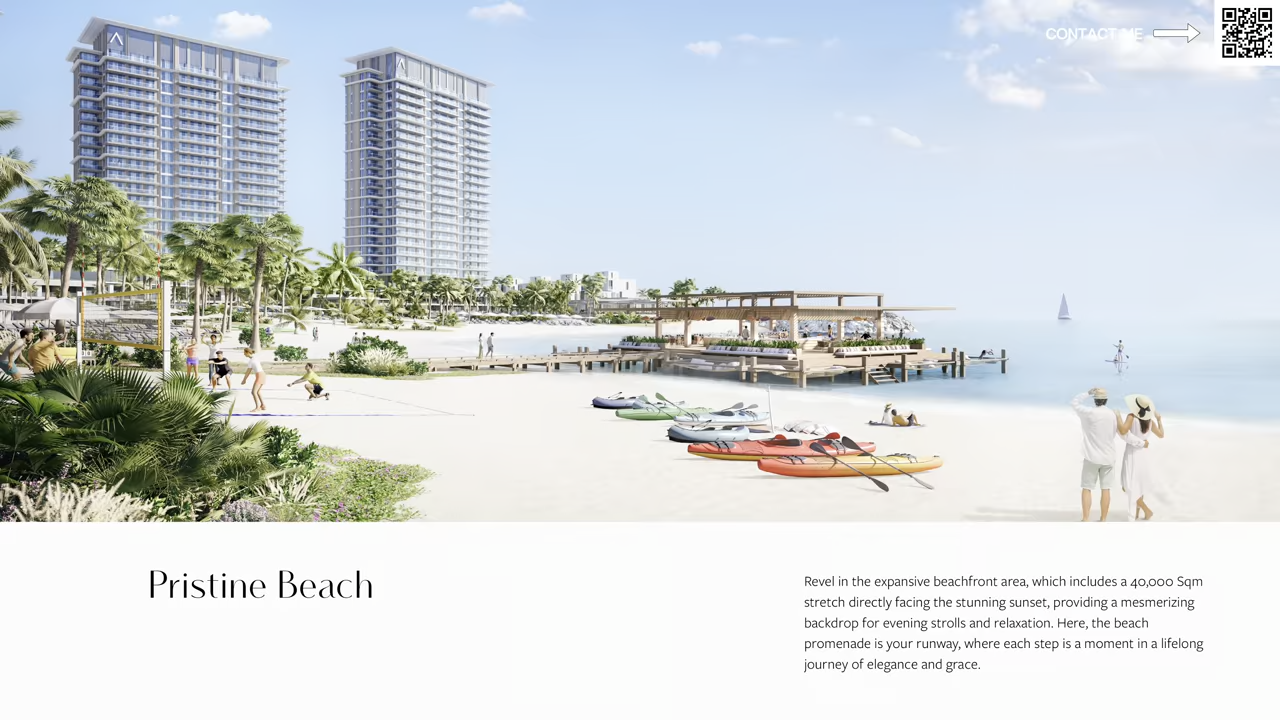 CONTACT ME
Pristine Beach
Revel in the expansive beachfront area, which includes a 40,000 Sqm
stretch directly facing the stunning sunset, providing a mesmerizing
backdrop for evening strolls and relaxation. Here, the beach
promenade is your runway, where each step is a moment in a lifelong
journey of elegance and grace.